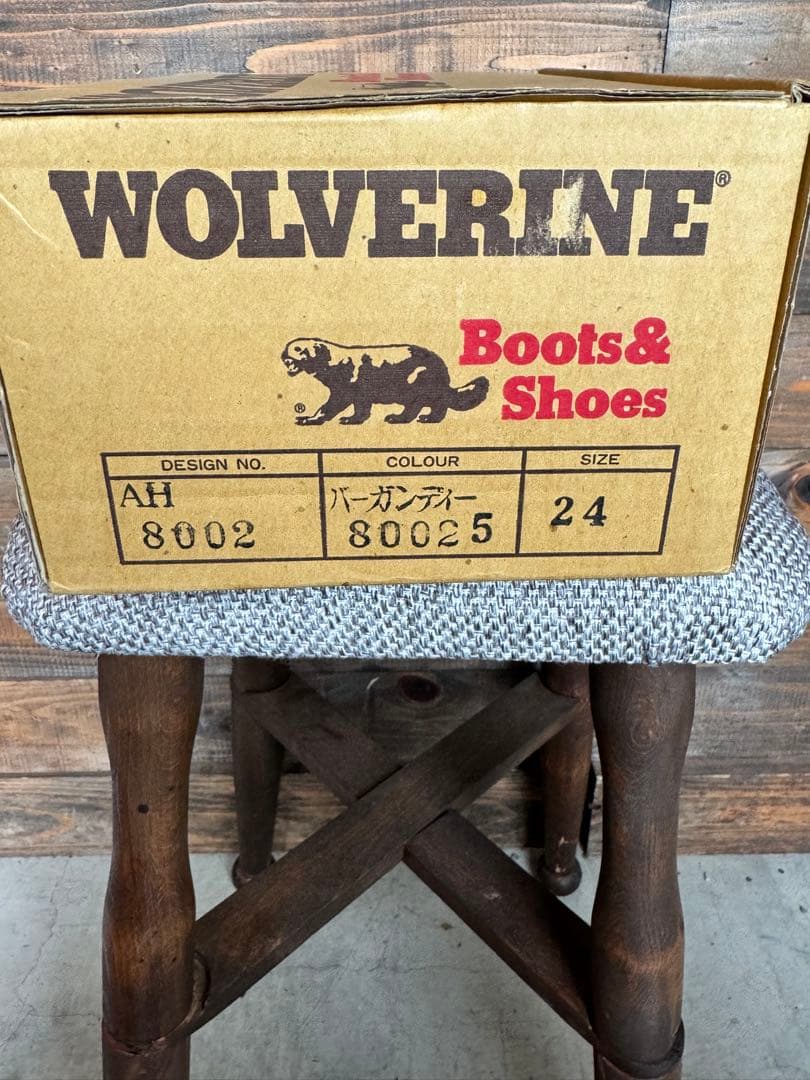 WOLVERINE®
Boots&
Shoes
®
DESIGN NO. COLOUR SIZE
AH バーガンディー
8002 80025 24